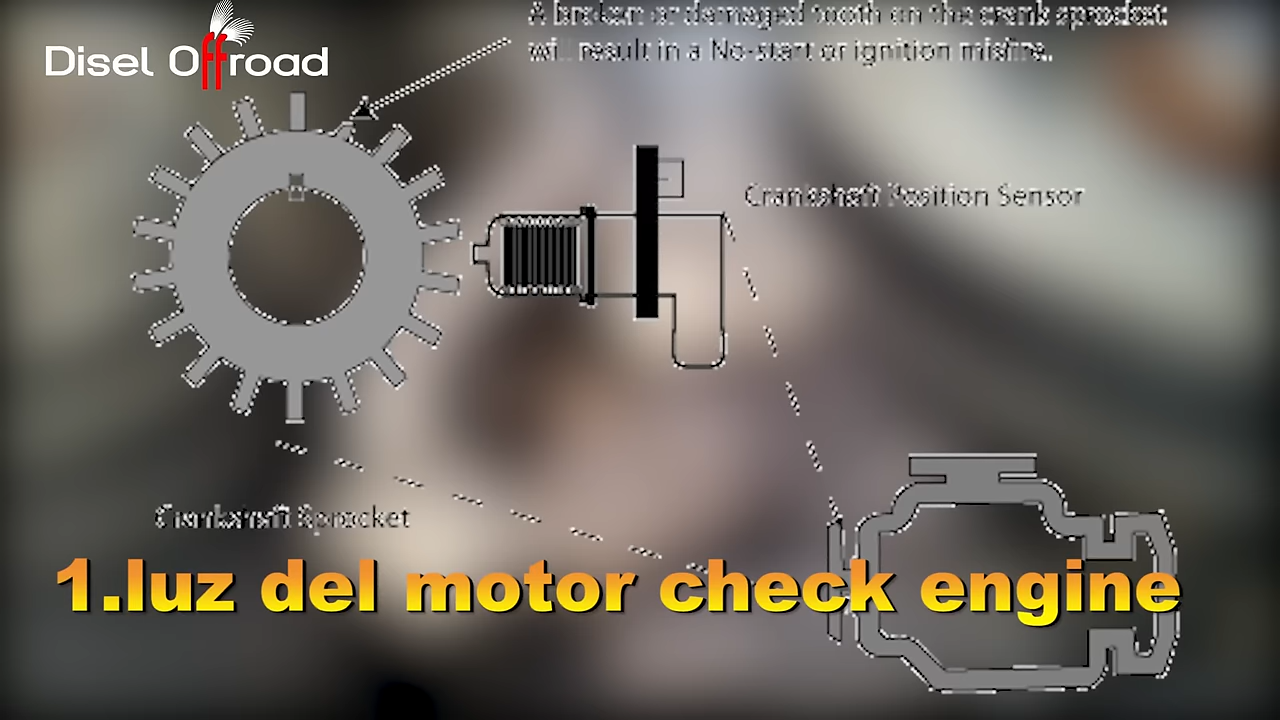 Disel Offroad
A broken or damaged tooth on the crank sprocket
will result in a No-start or ignition misfire.
Crankshaft Position Sensor
Crankshaft Sprocket
1.luz del motor check engine